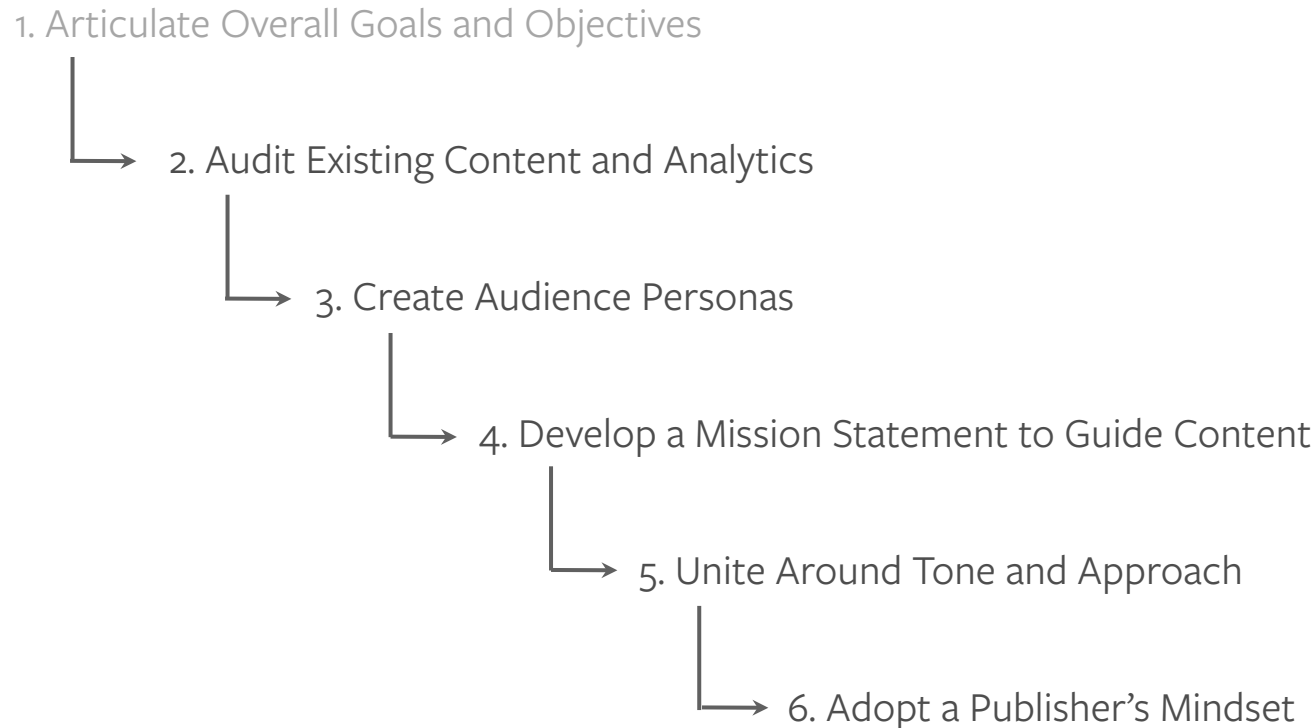 1. Articulate Overall Goals and Objectives
2. Audit Existing Content and Analytics
3. Create Audience Personas
4. Develop a Mission Statement to Guide Content
5. Unite Around Tone and Approach
6. Adopt a Publisher’s Mindset